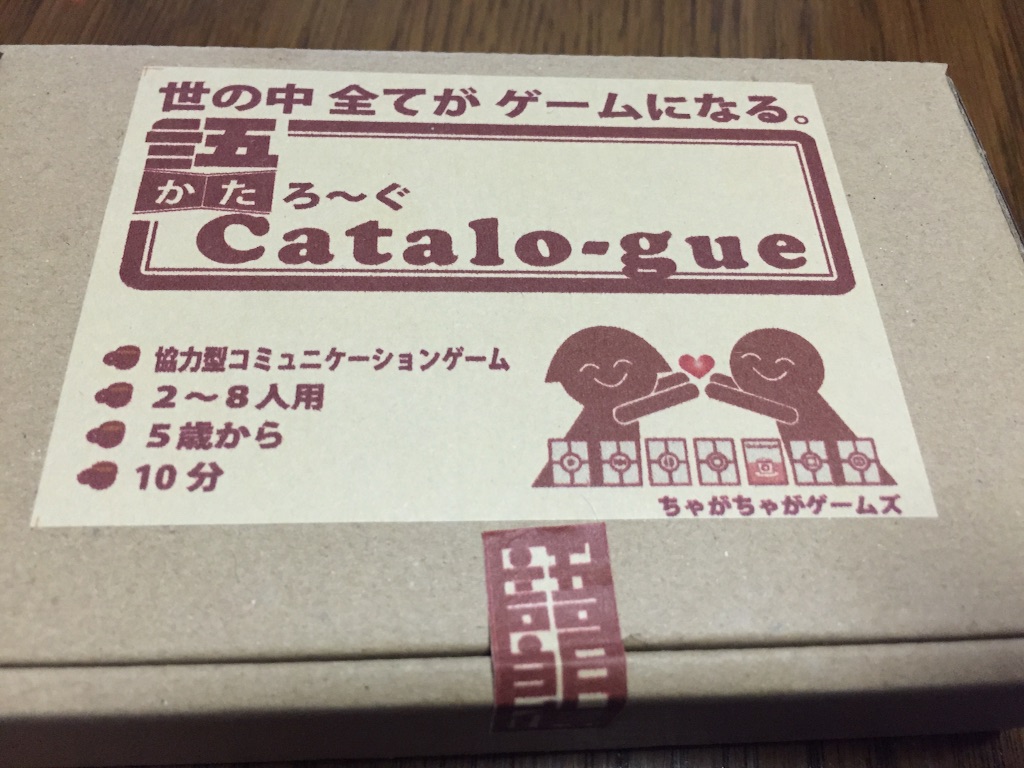 世の中 全てが ゲームになる。
語
かたろ～ぐ
Catalo-gue
協力型コミュニケーションゲーム
2～8人用
5歳から
10分
ちゃがちゃがゲームズ